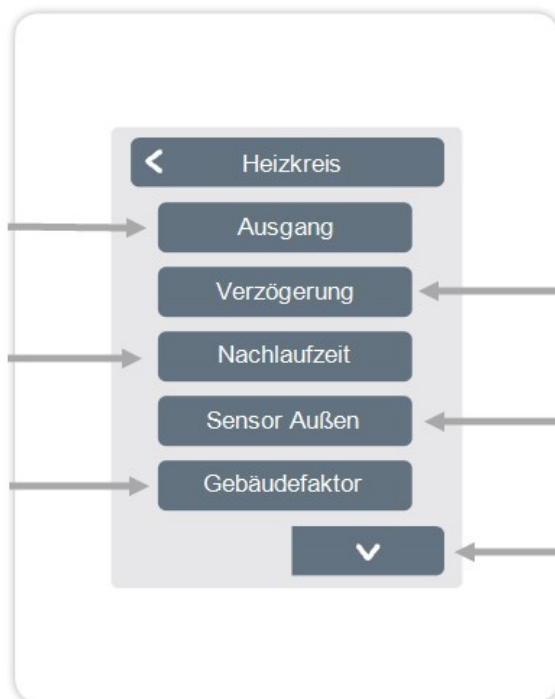 Heizkreis
Ausgang
Verzögerung
Nachlaufzeit
Sensor Außen
Gebäudefaktor